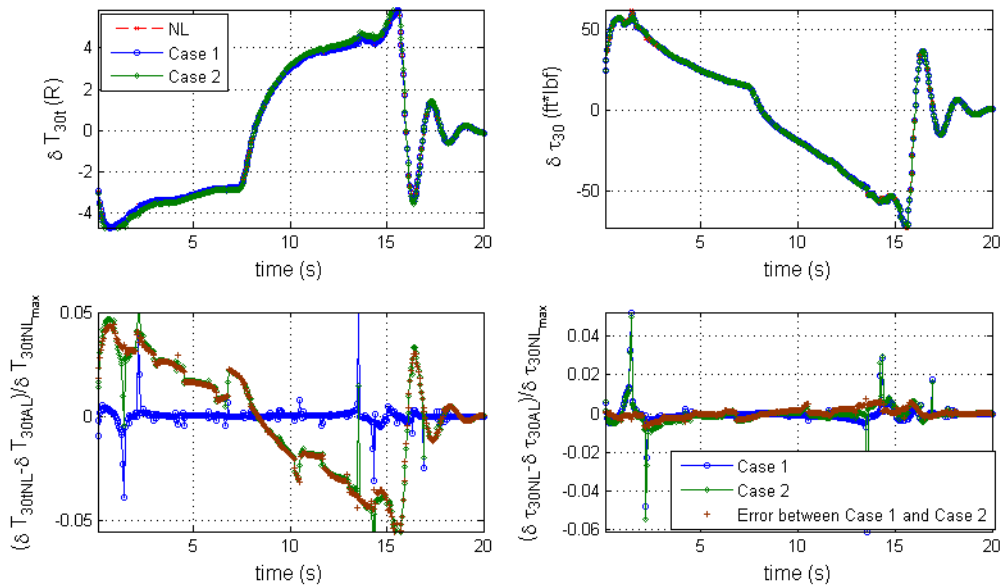 4
2
0
-2
-4
5
10
15
20
time (s)
δ T30t (R)
NL
Case 1
Case 2
50
0
-50
5
10
15
20
time (s)
δ τ30 (ft*lbf)
0.05
0
-0.05
5
10
15
20
time (s)
(δ T30tNL-δ T30tAL)/δ T30tNLmax
0.04
0.02
0
-0.02
-0.04
-0.06
5
10
15
20
time (s)
(δ τ30NL-δ τ30AL)/δ τ30NLmax
Case 1
Case 2
Error between Case 1 and Case 2